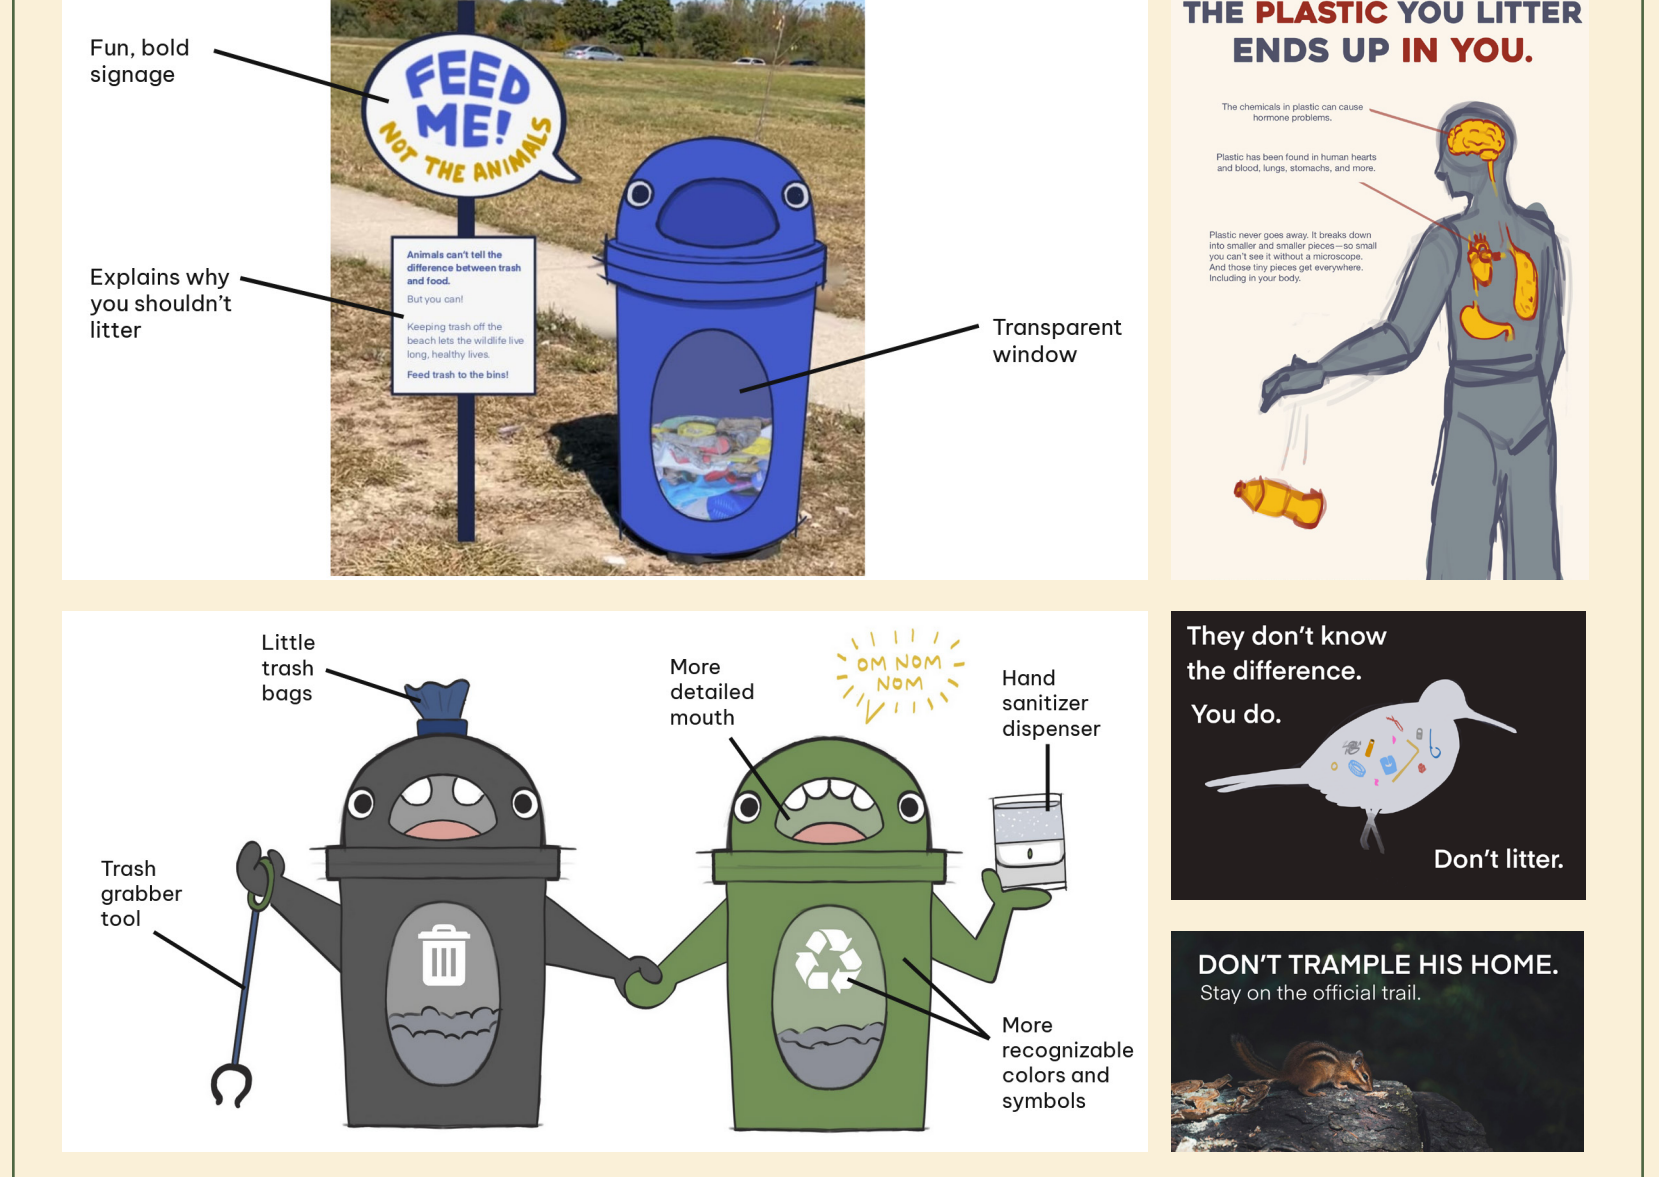 Fun, bold
signage
FEED
ME!
NOT THE ANIMALS
Explains why
you shouldn't
litter
Animals can't tell the
difference between trash
and food.
But you can!
Keeping trash off the
beach lets the wildlife live
long, healthy lives.
Feed trash to the bins!
Transparent
window
THE PLASTIC YOU LITTER
ENDS UP IN YOU.
The chemicals in plastic can cause
hormone problems.
Plastic has been found in human hearts
and blood, lungs, stomachs, and more.
Plastic never goes away. It breaks down
into smaller and smaller pieces—so small
you can't see it without a microscope.
And those tiny pieces get everywhere.
Including in your body.
Little
trash
bags
More
detailed
mouth
OM NOM
NOM
Hand
sanitizer
dispenser
Trash
grabber
tool
More
recognizable
colors and
symbols
They don't know
the difference.
You do.
Don't litter.
DON'T TRAMPLE HIS HOME.
Stay on the official trail.